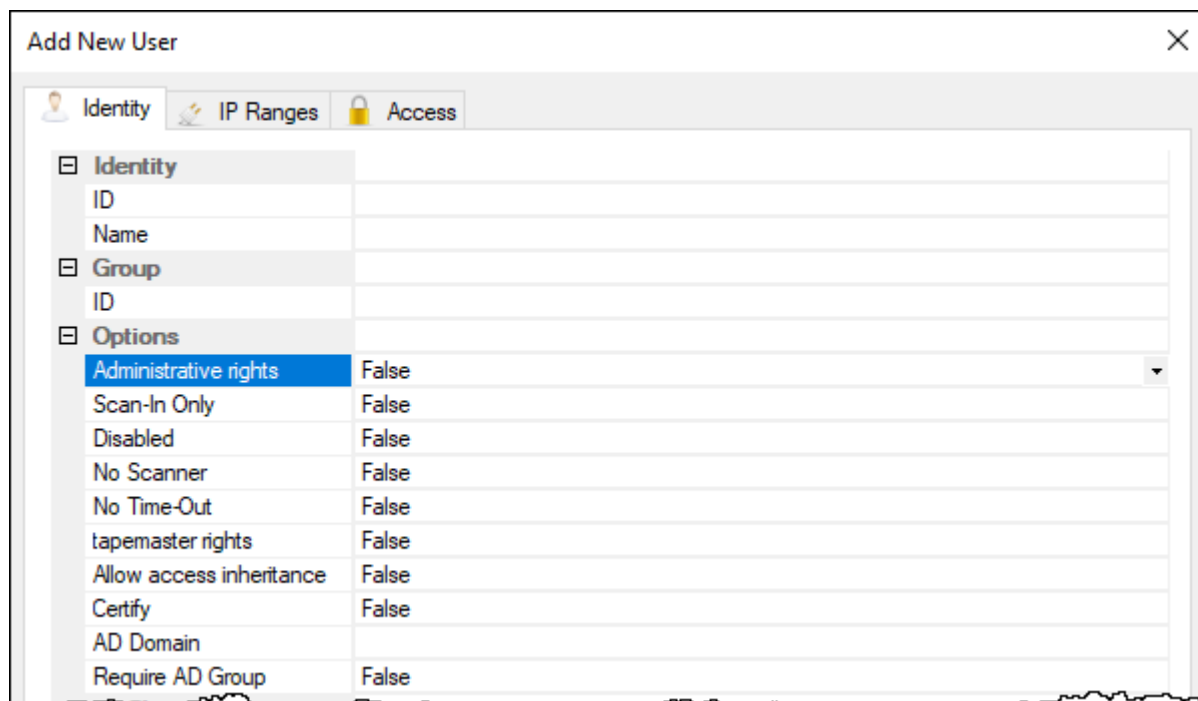 Add New User
Identity IP Ranges Access
Identity
ID
Name
Group
ID
Options
Administrative rights False
Scan-In Only False
Disabled False
No Scanner False
No Time-Out False
tapemaster rights False
Allow access inheritance False
Certify False
AD Domain
Require AD Group False